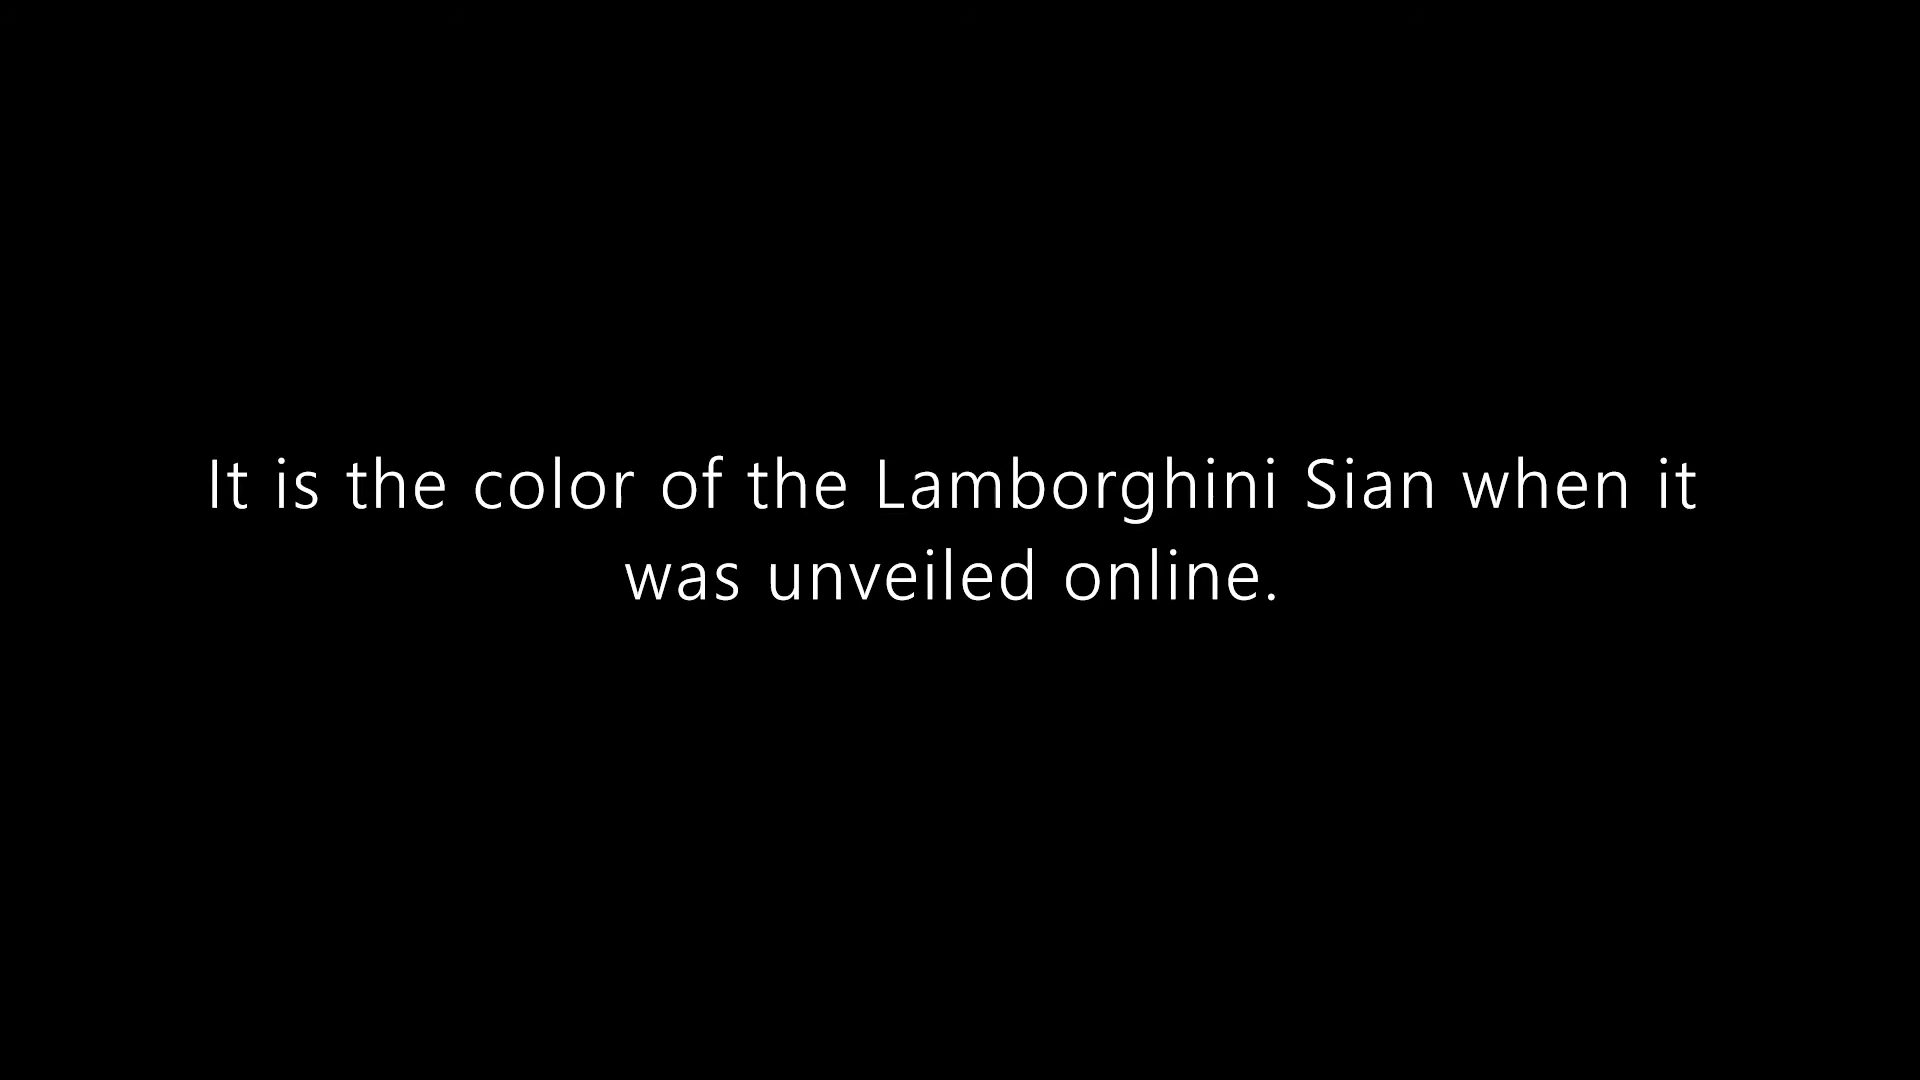 It is the color of the Lamborghini Sian when it
was unveiled online.